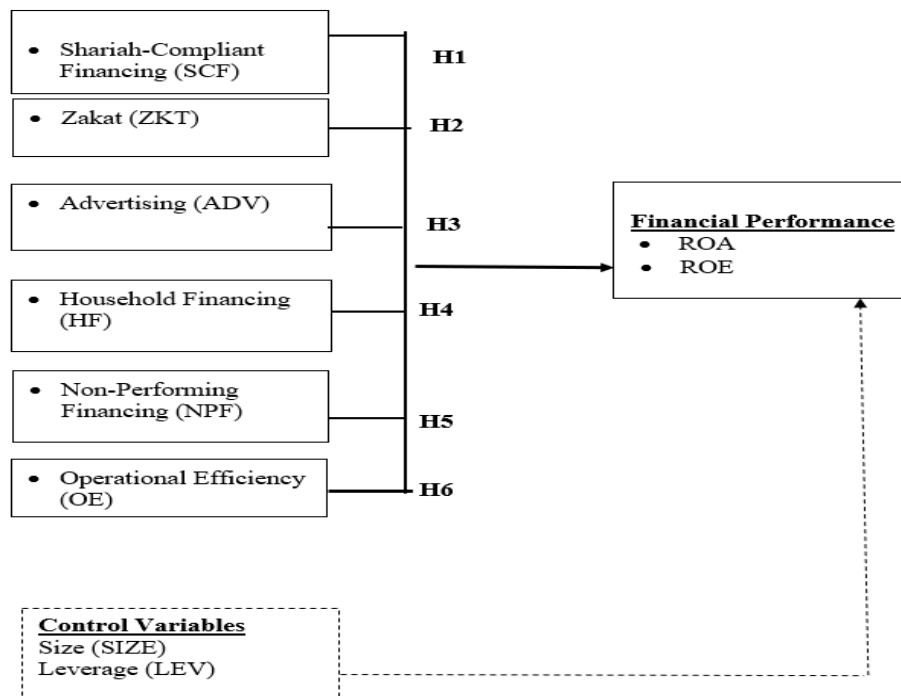 • Shariah-Compliant
Financing (SCF)
H1
• Zakat (ZKT)
H2
• Advertising (ADV)
H3
• Household Financing
(HF)
H4
• Non-Performing
Financing (NPF)
H5
• Operational Efficiency
(OE)
H6
Financial Performance
• ROA
• ROE
Control Variables
Size (SIZE)
Leverage (LEV)